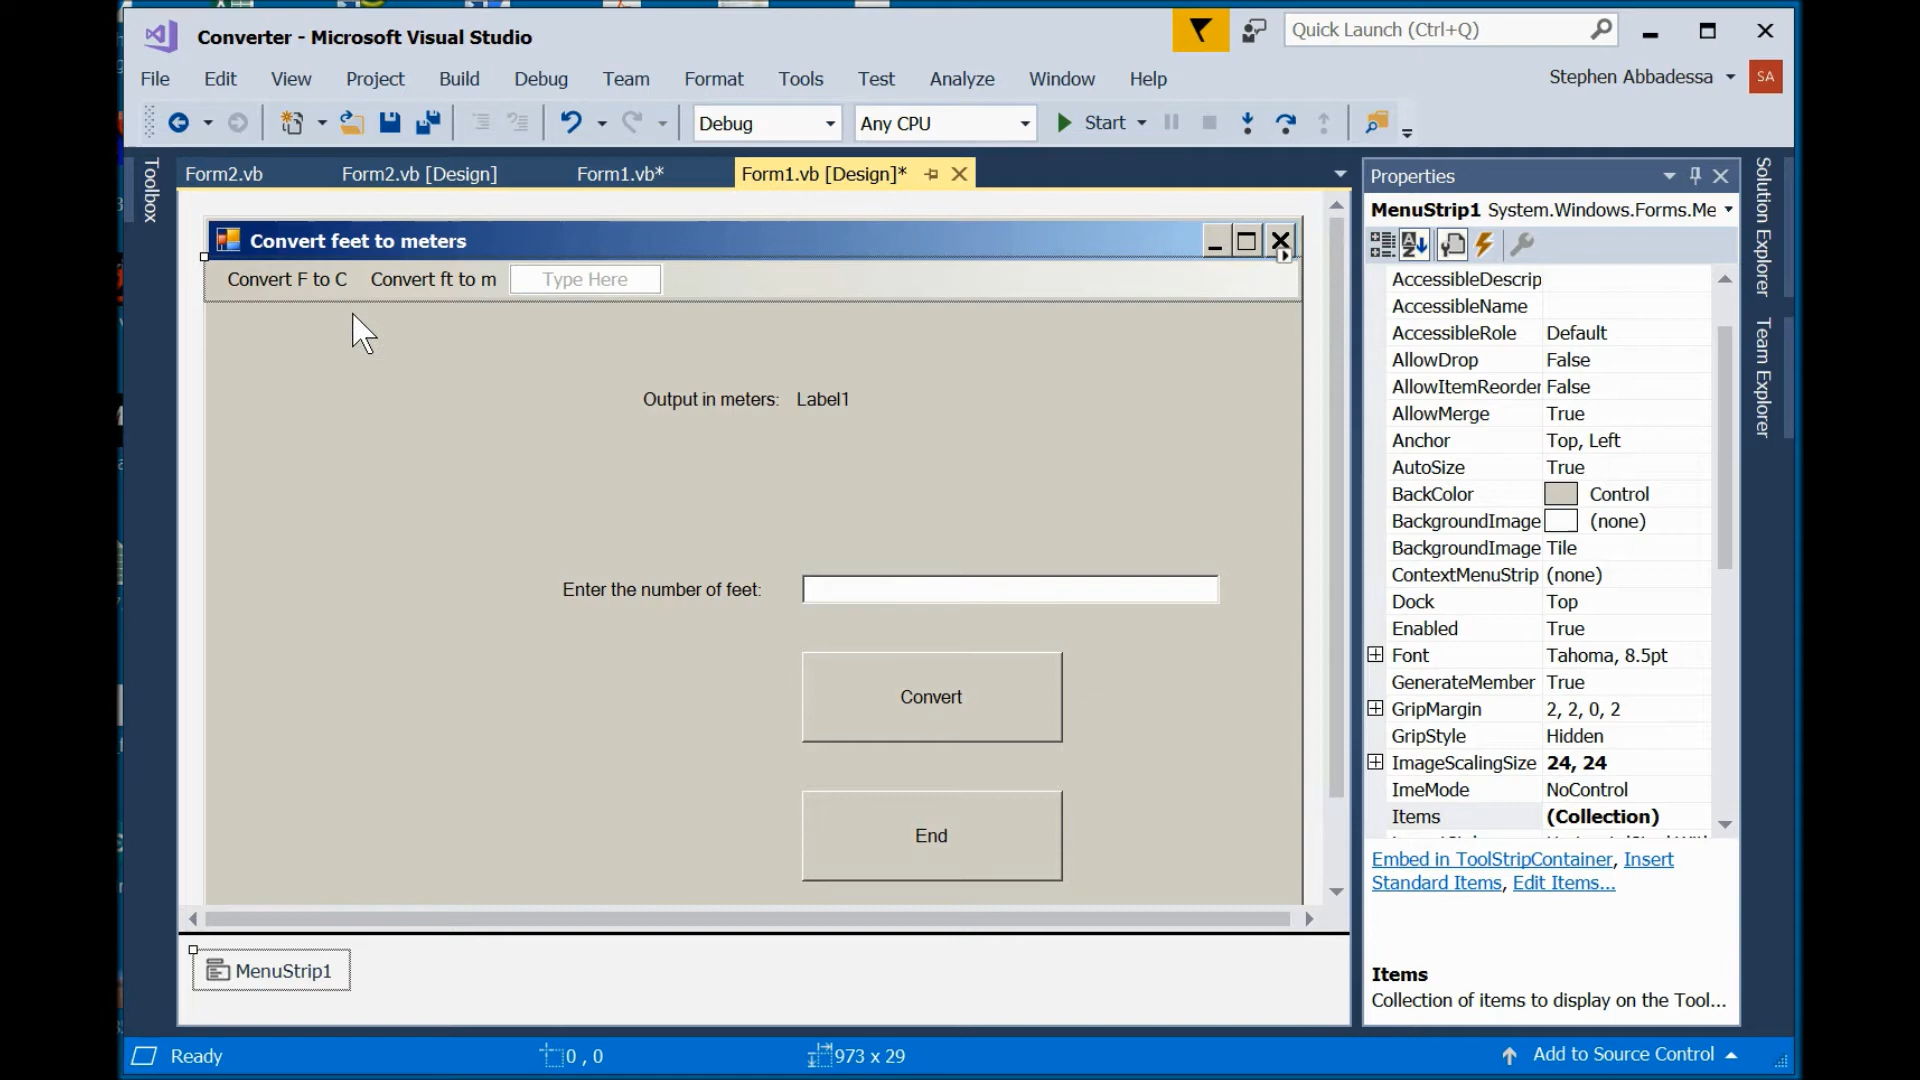 Converter - Microsoft Visual Studio
Quick Launch (Ctrl+Q)
File Edit View Project Build Debug Team Format Tools Test Analyze Window Help
Stephen Abbadessa SA
Debug Any CPU Start
Toolbox
Form2.vb Form2.vb [Design] Form1.vb* Form1.vb [Design]*
Convert feet to meters
Convert F to C Convert ft to m Type Here
Output in meters: Label1
Enter the number of feet:
Convert
End
MenuStrip1
Properties
MenuStrip1 System.Windows.Forms.Me
AccessibleDescrip
AccessibleName
AccessibleRole Default
AllowDrop False
AllowItemReorder False
AllowMerge True
Anchor Top, Left
AutoSize True
BackColor Control
BackgroundImage (none)
BackgroundImage Tile
ContextMenuStrip (none)
Dock Top
Enabled True
Font Tahoma, 8.5pt
GenerateMember True
GripMargin 2, 2, 0, 2
GripStyle Hidden
ImageScalingSize 24, 24
ImeMode NoControl
Items (Collection)
Embed in ToolStripContainer, Insert
Standard Items, Edit Items...
Items
Collection of items to display on the Tool...
Solution Explorer
Team Explorer
Ready 0 , 0 973 x 29 Add to Source Control